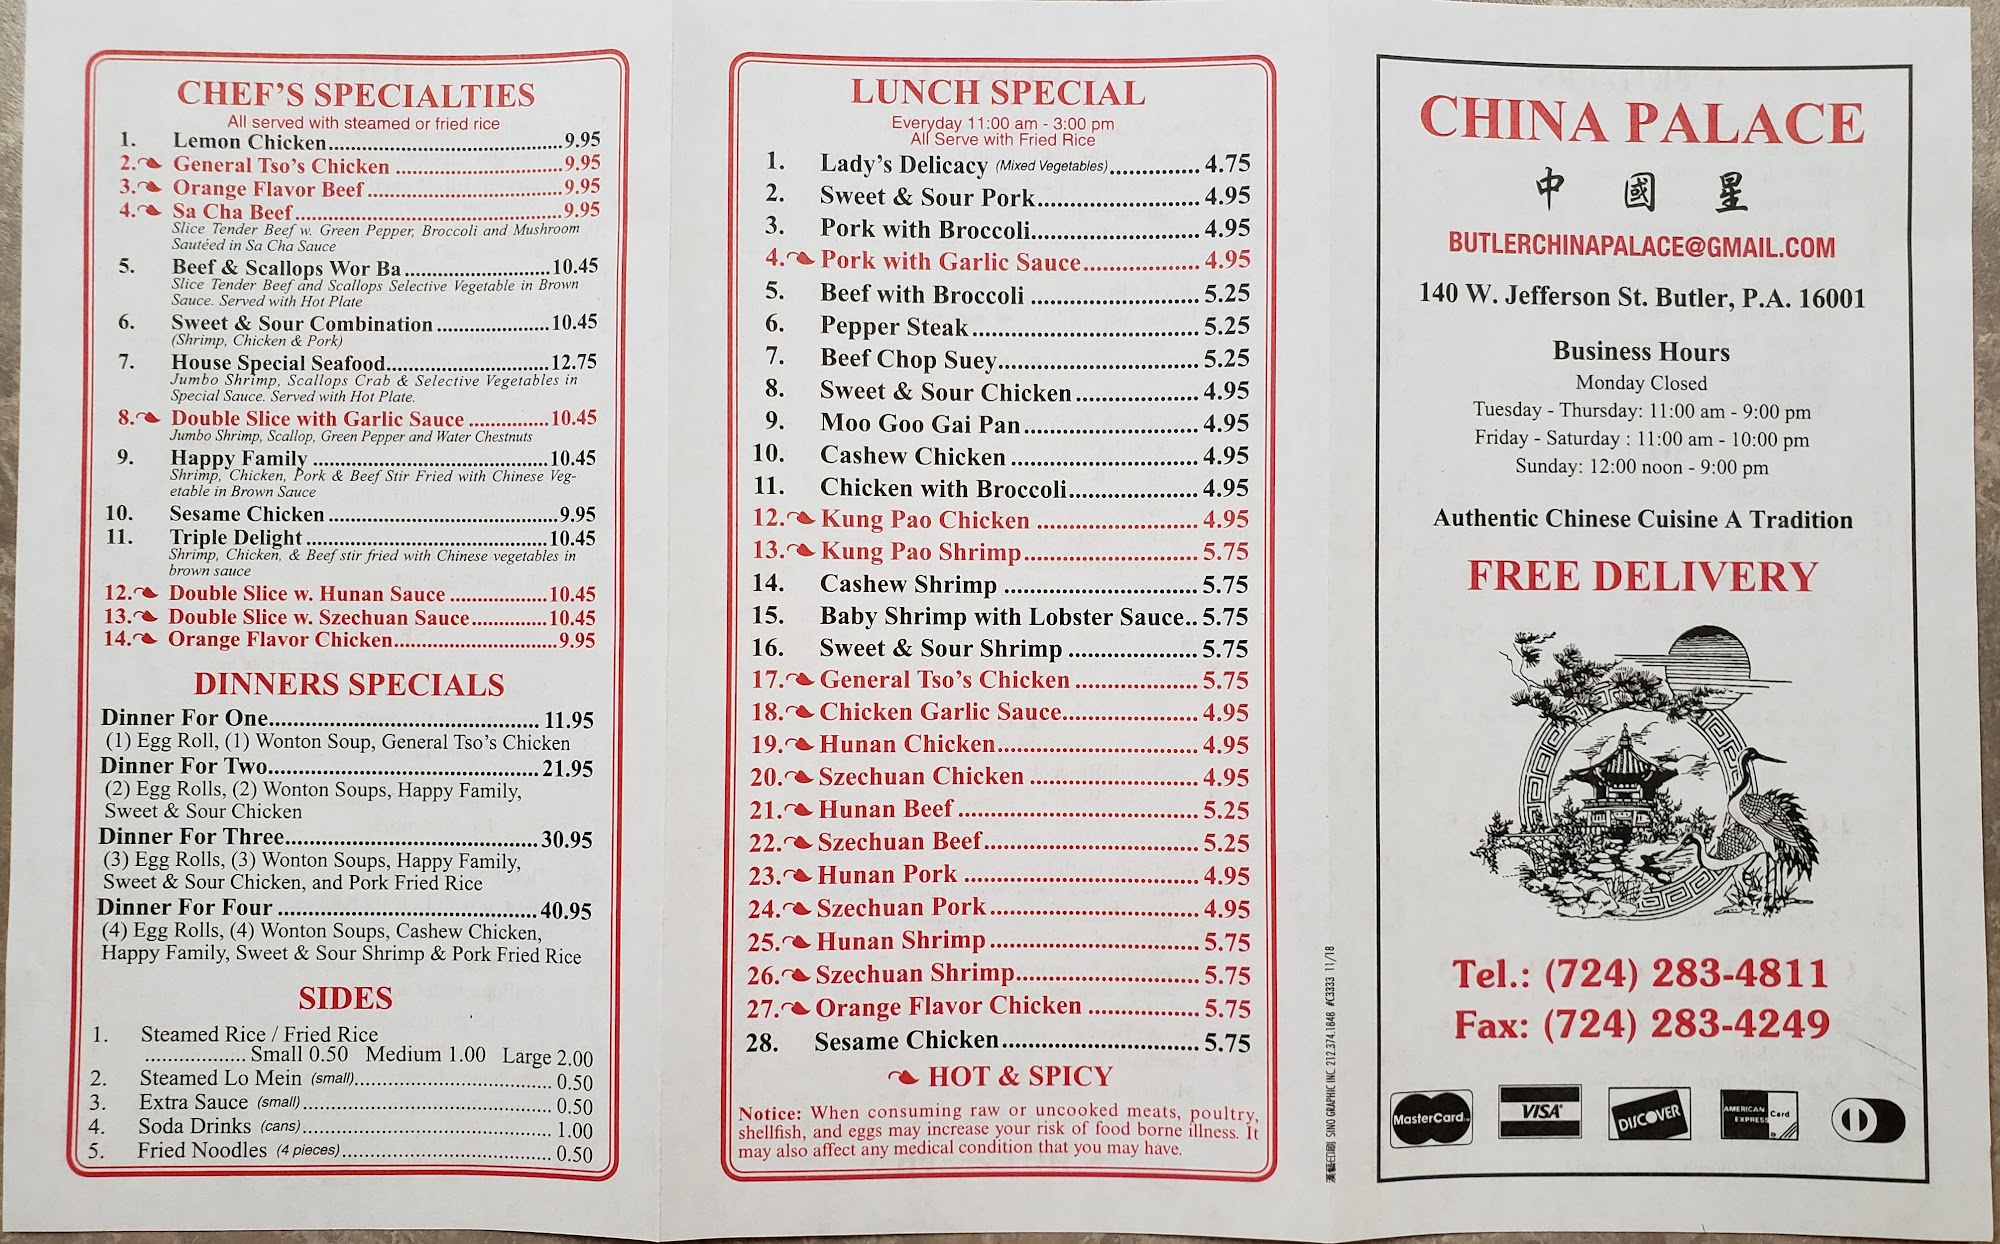 CHEF'S SPECIALTIES
All served with steamed or fried rice
1. Lemon Chicken..................................9.95
2. General Tso's Chicken ........................9.95
3. Orange Flavor Beef............................9.95
4. Sa Cha Beef.......................................9.95
Slice Tender Beef w. Green Pepper, Broccoli and Mushroom
Sautéed in Sa Cha Sauce
5. Beef & Scallops Wor Ba.....................10.45
Slice Tender Beef and Scallops Selective Vegetable in Brown
Sauce. Served with Hot Plate
6. Sweet & Sour Combination................10.45
(Shrimp, Chicken & Pork)
7. House Special Seafood........................12.75
Jumbo Shrimp, Scallops Crab & Selective Vegetables in
Special Sauce. Served with Hot Plate.
8. Double Slice with Garlic Sauce ............10.45
Jumbo Shrimp, Scallop, Green Pepper and Water Chestnuts
9. Happy Family ..................................10.45
Shrimp, Chicken, Pork & Beef Stir Fried with Chinese Veg-
etable in Brown Sauce
10. Sesame Chicken .................................9.95
11. Triple Delight ...................................10.45
Shrimp, Chicken, & Beef stir fried with Chinese vegetables in
brown sauce
12. Double Slice w. Hunan Sauce ..............10.45
13. Double Slice w. Szechuan Sauce...........10.45
14. Orange Flavor Chicken........................9.95
DINNERS SPECIALS
Dinner For One....................................... 11.95
(1) Egg Roll, (1) Wonton Soup, General Tso's Chicken
Dinner For Two.......................................21.95
(2) Egg Rolls, (2) Wonton Soups, Happy Family,
Sweet & Sour Chicken
Dinner For Three....................................30.95
(3) Egg Rolls, (3) Wonton Soups, Happy Family,
Sweet & Sour Chicken, and Pork Fried Rice
Dinner For Four .....................................40.95
(4) Egg Rolls, (4) Wonton Soups, Cashew Chicken,
Happy Family, Sweet & Sour Shrimp & Pork Fried Rice
SIDES
1. Steamed Rice / Fried Rice
.................. Small 0.50 Medium 1.00 Large 2.00
2. Steamed Lo Mein (small).................................. 0.50
3. Extra Sauce (small)........................................... 0.50
4. Soda Drinks (cans)........................................... 1.00
5. Fried Noodles (4 pieces).................................... 0.50
LUNCH SPECIAL
Everyday 11:00 am - 3:00 pm
All Serve with Fried Rice
1. Lady's Delicacy (Mixed Vegetables)............. 4.75
2. Sweet & Sour Pork....................... 4.95
3. Pork with Broccoli........................ 4.95
4. Pork with Garlic Sauce................ 4.95
5. Beef with Broccoli ........................ 5.25
6. Pepper Steak................................ 5.25
7. Beef Chop Suey............................ 5.25
8. Sweet & Sour Chicken ................. 4.95
9. Moo Goo Gai Pan......................... 4.95
10. Cashew Chicken .......................... 4.95
11. Chicken with Broccoli.................. 4.95
12. Kung Pao Chicken ....................... 4.95
13. Kung Pao Shrimp......................... 5.75
14. Cashew Shrimp ........................... 5.75
15. Baby Shrimp with Lobster Sauce.. 5.75
16. Sweet & Sour Shrimp .................. 5.75
17. General Tso's Chicken ................. 5.75
18. Chicken Garlic Sauce................... 4.95
19. Hunan Chicken............................ 4.95
20. Szechuan Chicken ........................ 4.95
21. Hunan Beef .................................. 5.25
22. Szechuan Beef.............................. 5.25
23. Hunan Pork ................................. 4.95
24. Szechuan Pork............................. 4.95
25. Hunan Shrimp............................. 5.75
26. Szechuan Shrimp......................... 5.75
27. Orange Flavor Chicken ............... 5.75
28. Sesame Chicken........................... 5.75
HOT & SPICY
Notice: When consuming raw or uncooked meats, poultry,
shellfish, and eggs may increase your risk of food borne illness. It
may also affect any medical condition that you may have.
漢藝印刷 SINO GRAPHIC INC. 212.374.1848 #C3333 11/18
CHINA PALACE
中國星
BUTLERCHINAPALACE@GMAIL.COM
140 W. Jefferson St. Butler, P.A. 16001
Business Hours
Monday Closed
Tuesday - Thursday: 11:00 am - 9:00 pm
Friday - Saturday : 11:00 am - 10:00 pm
Sunday: 12:00 noon - 9:00 pm
Authentic Chinese Cuisine A Tradition
FREE DELIVERY
Tel.: (724) 283-4811
Fax: (724) 283-4249
MasterCard
VISA
DISCOVER
AMERICAN EXPRESS Card